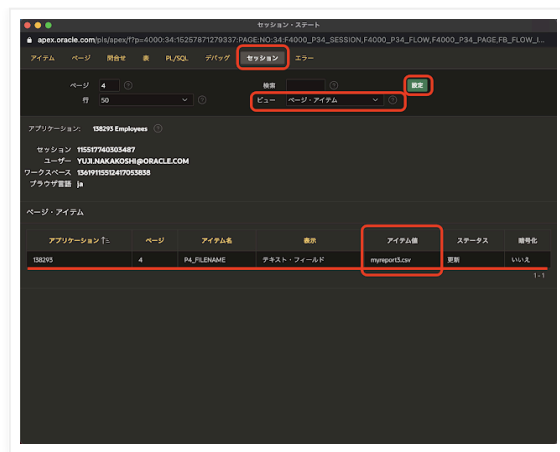 セッション・ステート
apex.oracle.com/pls/apex/f?p=4000:34:15257871279337:PAGE:NO:34:F4000_P34_SESSION,F4000_P34_FLOW,F4000_P34_PAGE,FB_FLOW_I...
アイテム ページ 問合せ 表 PL/SQL デバッグ セッション エラー
ページ 4 検索 設定
行 50 ビュー ページ・アイテム
アプリケーション: 138293 Employees
セッション 115517740303487
ユーザー YUJI.NAKAKOSHI@ORACLE.COM
ワークスペース 13619115512417053838
ブラウザ言語 ja
ページ・アイテム
アプリケーション ページ アイテム名 表示 アイテム値 ステータス 暗号化
138293 4 P4_FILENAME テキスト・フィールド myreport3.csv 更新 いいえ
1 - 1